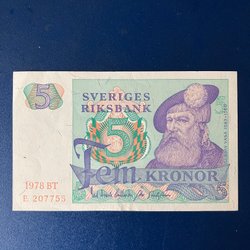 5
SVERIGES
RIKSBANK
5
Fem KRONOR
1978 BT
P. 207755